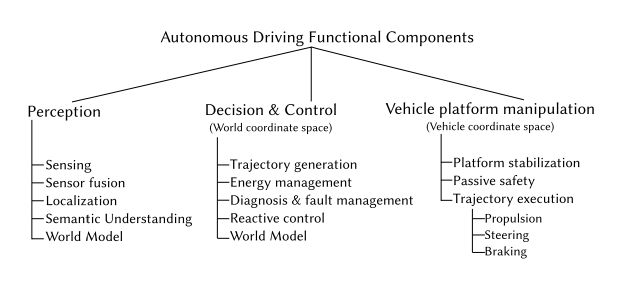 Autonomous Driving Functional Components
Perception
Sensing
Sensor fusion
Localization
Semantic Understanding
World Model
Decision & Control
(World coordinate space)
Trajectory generation
Energy management
Diagnosis & fault management
Reactive control
World Model
Vehicle platform manipulation
(Vehicle coordinate space)
Platform stabilization
Passive safety
Trajectory execution
Propulsion
Steering
Braking